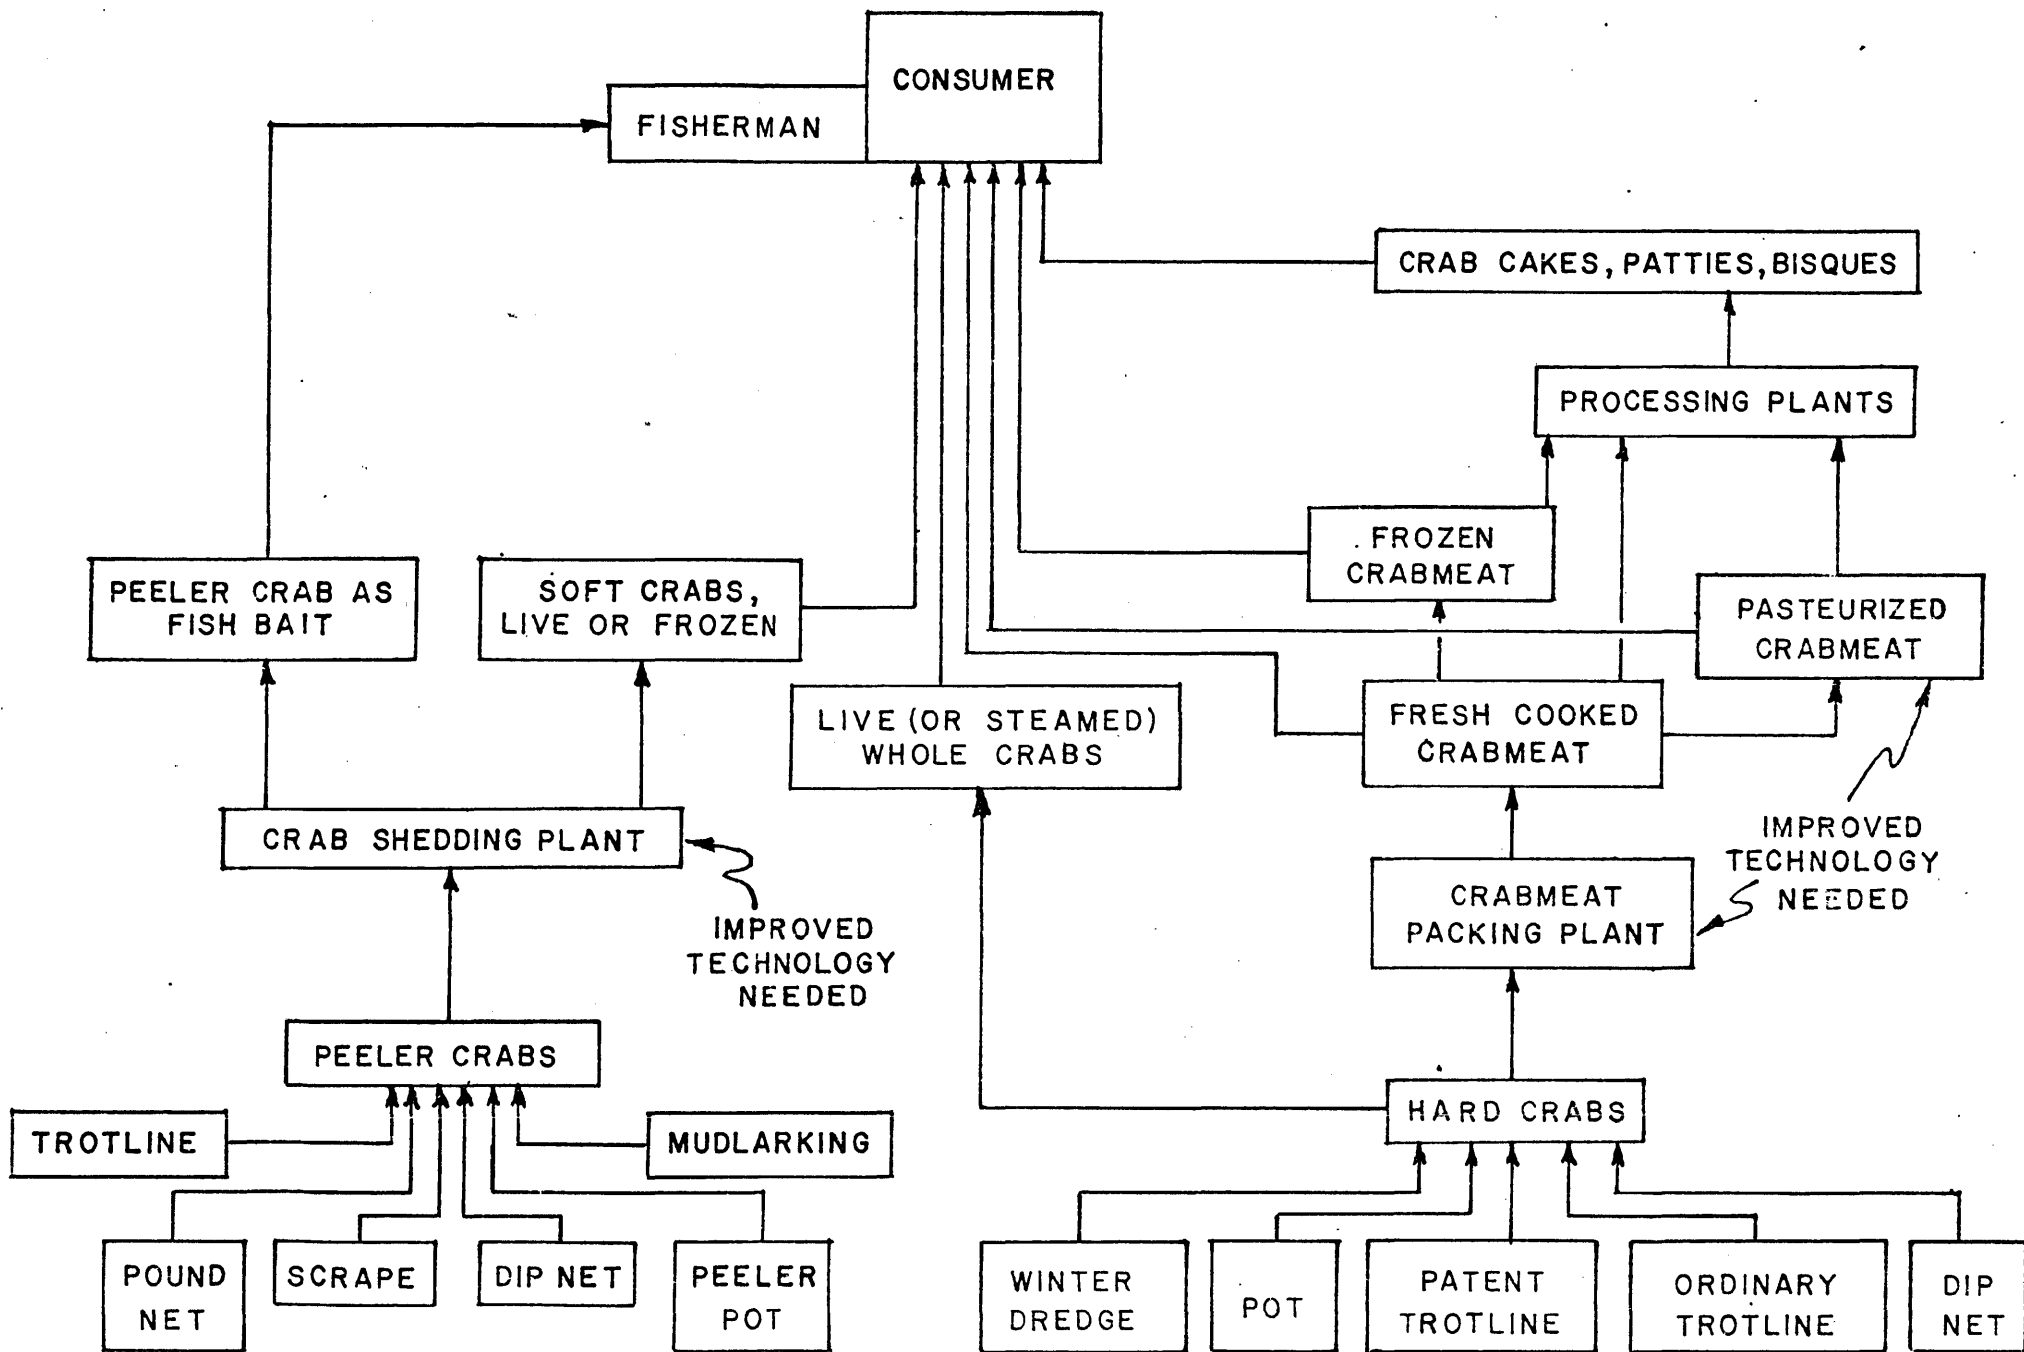 CONSUMER
FISHERMAN
CRAB CAKES, PATTIES, BISQUES
PROCESSING PLANTS
FROZEN
CRABMEAT
PEELER CRAB AS
FISH BAIT
SOFT CRABS,
LIVE OR FROZEN
PASTEURIZED
CRABMEAT
LIVE (OR STEAMED)
WHOLE CRABS
FRESH COOKED
CRABMEAT
CRAB SHEDDING PLANT
IMPROVED
TECHNOLOGY
NEEDED
CRABMEAT
PACKING PLANT
IMPROVED
TECHNOLOGY
NEEDED
PEELER CRABS
HARD CRABS
TROTLINE
MUDLARKING
POUND
NET
SCRAPE
DIP NET
PEELER
POT
WINTER
DREDGE
POT
PATENT
TROTLINE
ORDINARY
TROTLINE
DIP
NET